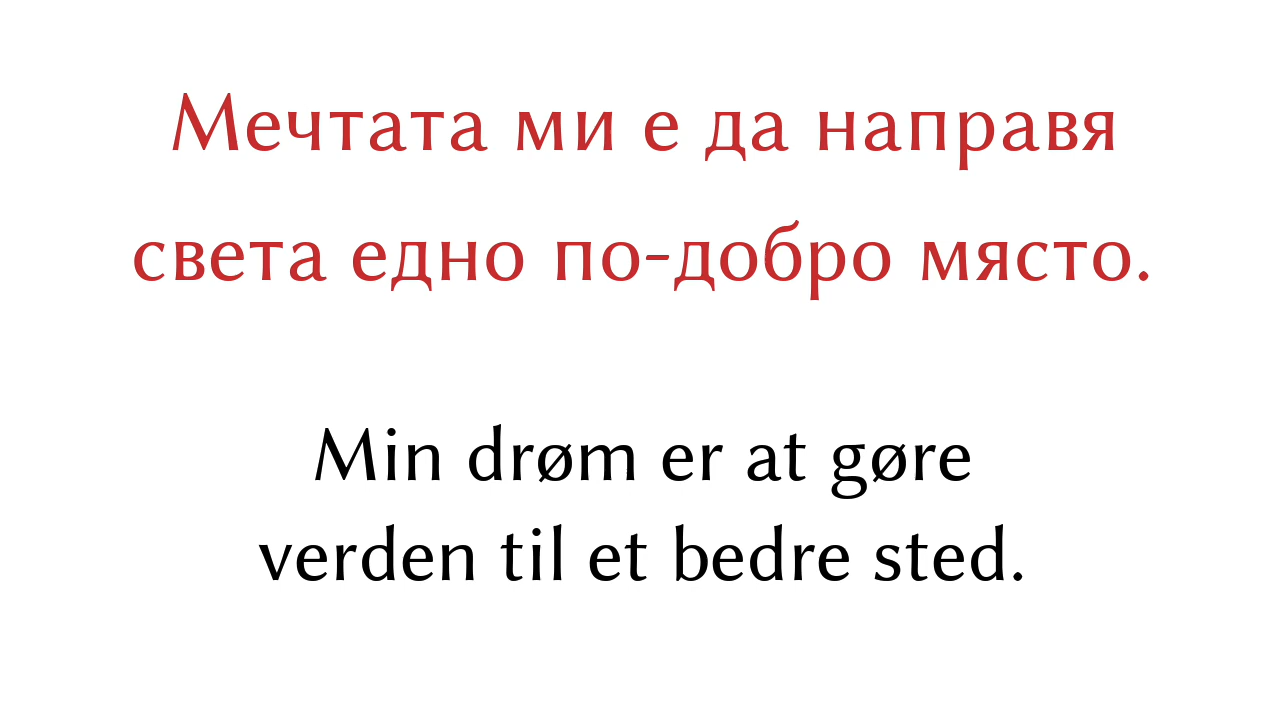 Мечтата ми е да направя
света едно по-добро място.
Min drøm er at gøre
verden til et bedre sted.